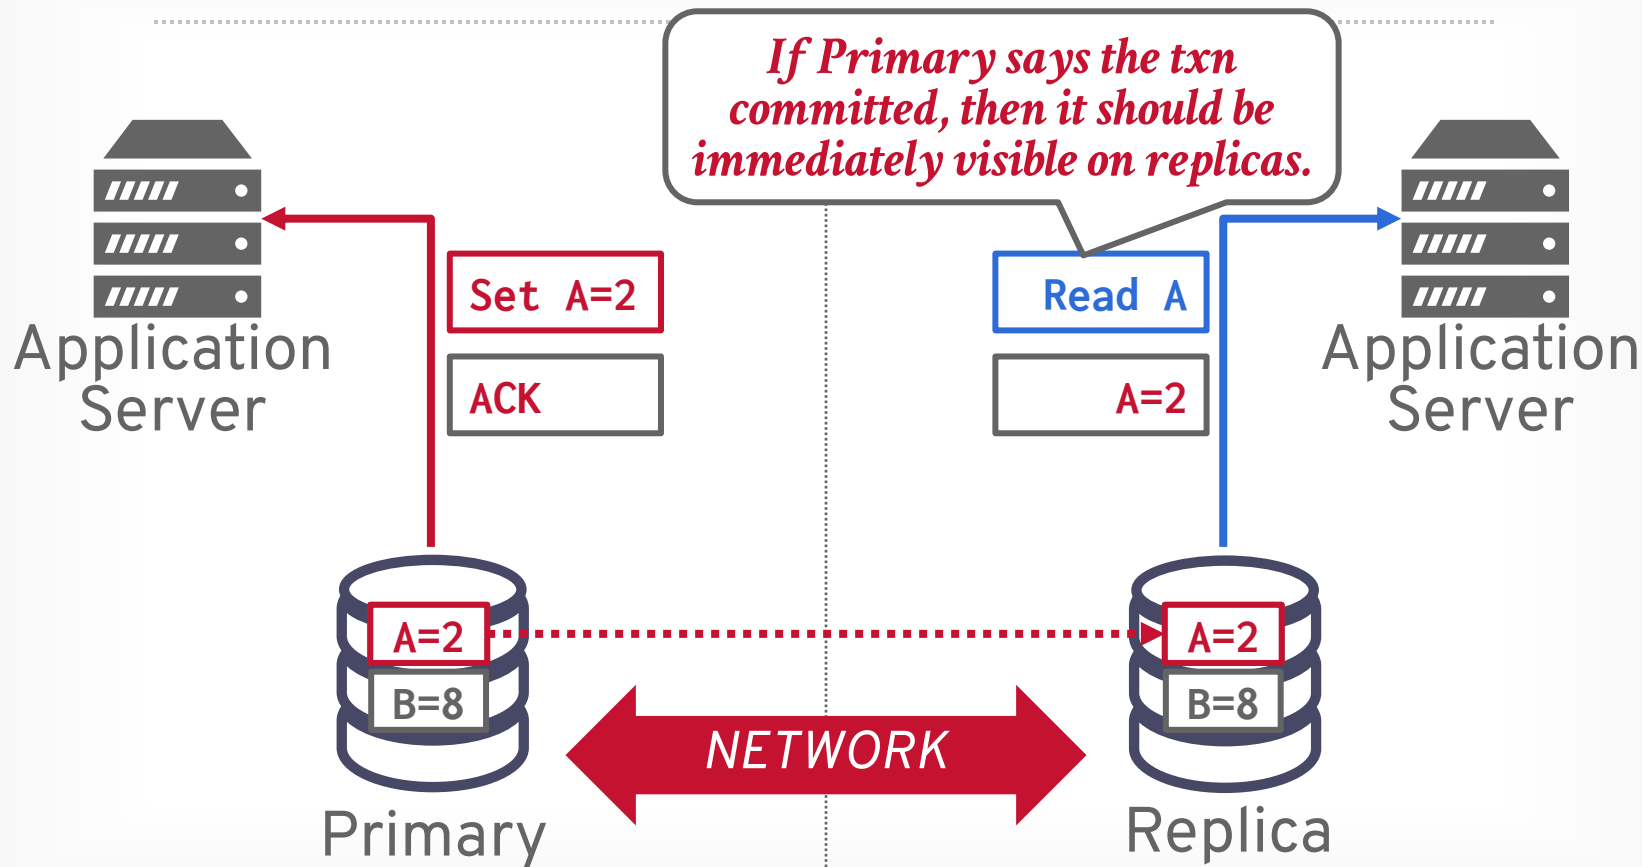 If Primary says the txn
committed, then it should be
immediately visible on replicas.
Set A=2
ACK
Read A
A=2
Application
Server
Application
Server
A=2
B=8
A=2
B=8
NETWORK
Primary
Replica